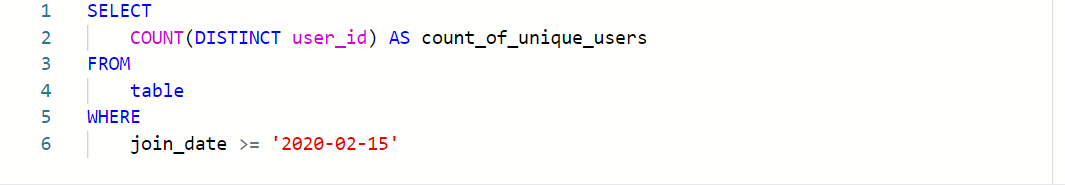 1 SELECT
2 COUNT(DISTINCT user_id) AS count_of_unique_users
3 FROM
4 table
5 WHERE
6 join_date >= '2020-02-15'